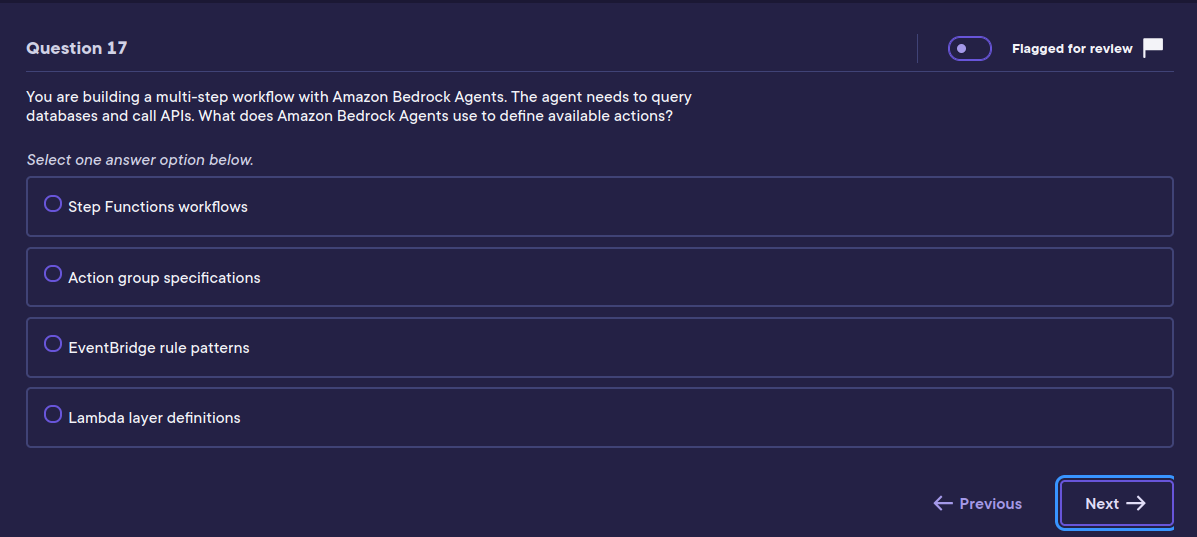 Question 17
Flagged for review
You are building a multi-step workflow with Amazon Bedrock Agents. The agent needs to query
databases and call APIs. What does Amazon Bedrock Agents use to define available actions?
Select one answer option below.
Step Functions workflows
Action group specifications
EventBridge rule patterns
Lambda layer definitions
Previous
Next